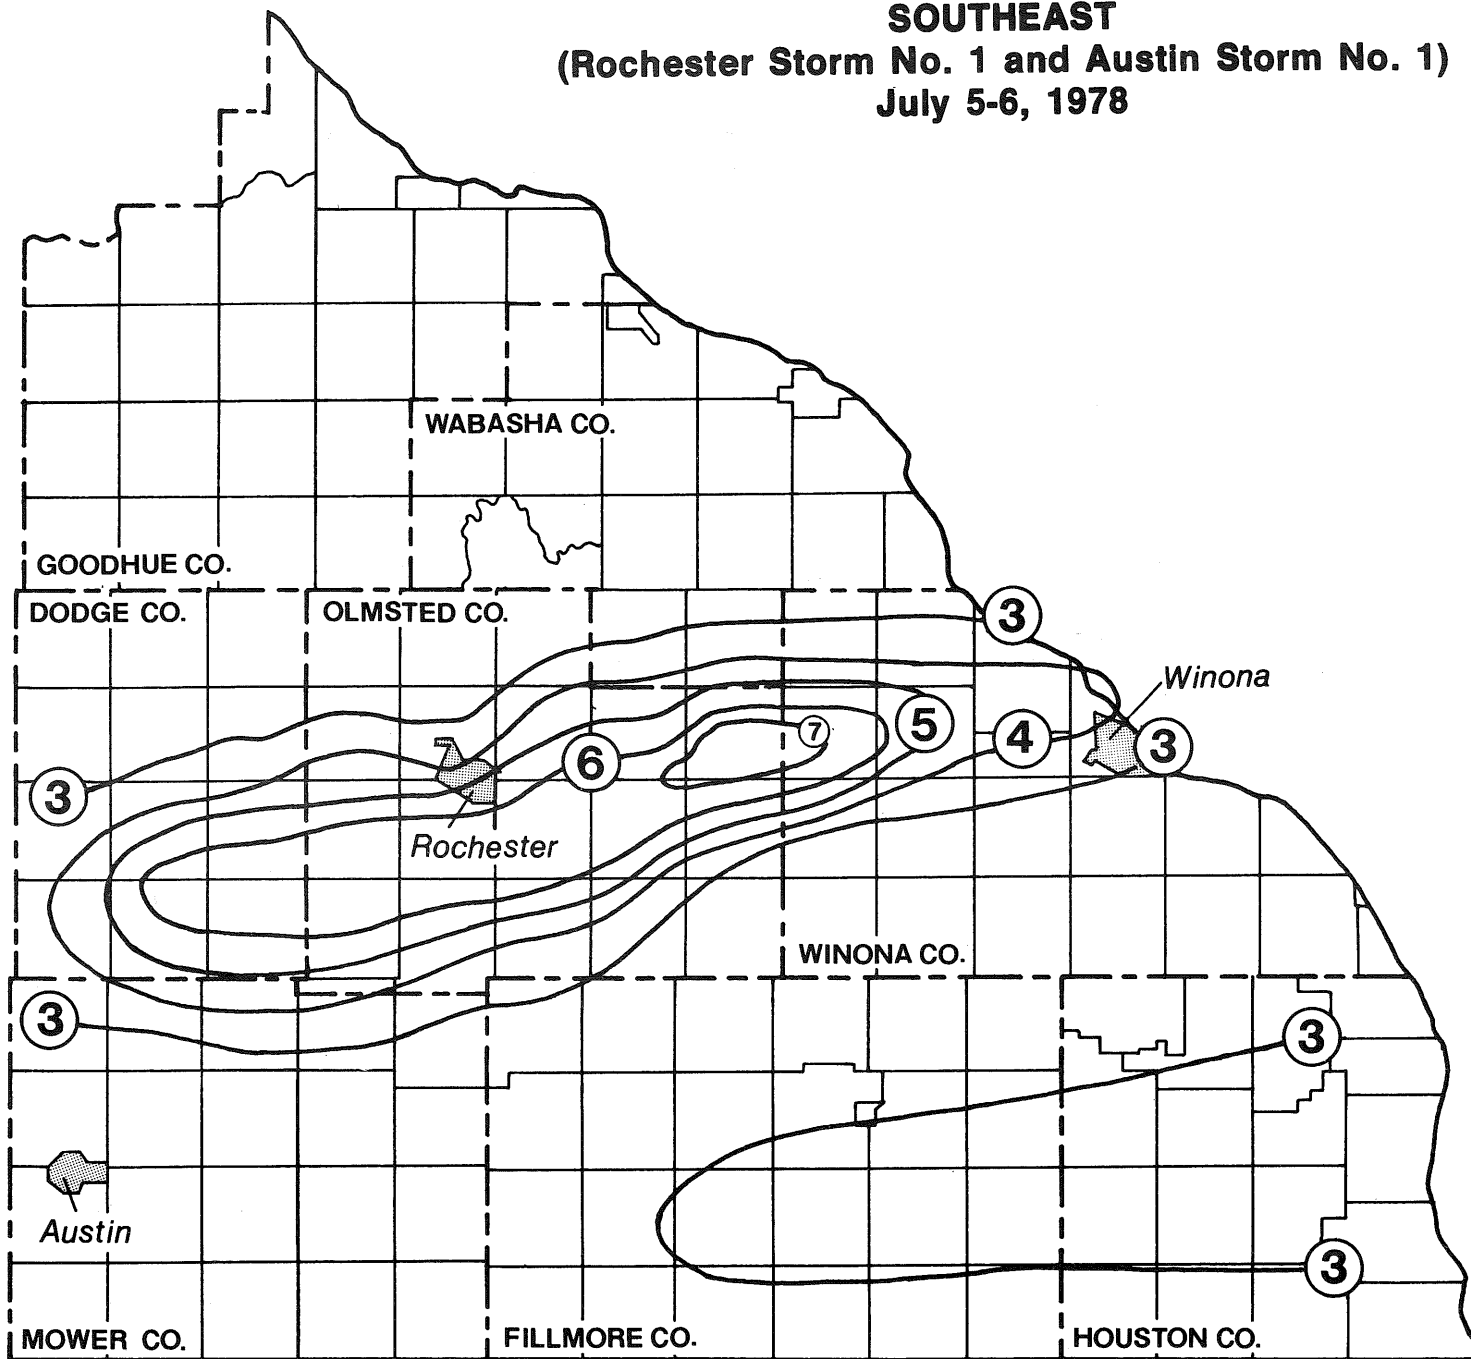 SOUTHEAST
(Rochester Storm No. 1 and Austin Storm No. 1)
July 5-6, 1978
WABASHA CO.
GOODHUE CO.
DODGE CO.
OLMSTED CO.
3
Winona
7
5
4
3
6
3
Rochester
WINONA CO.
3
3
Austin
3
MOWER CO.
FILLMORE CO.
HOUSTON CO.